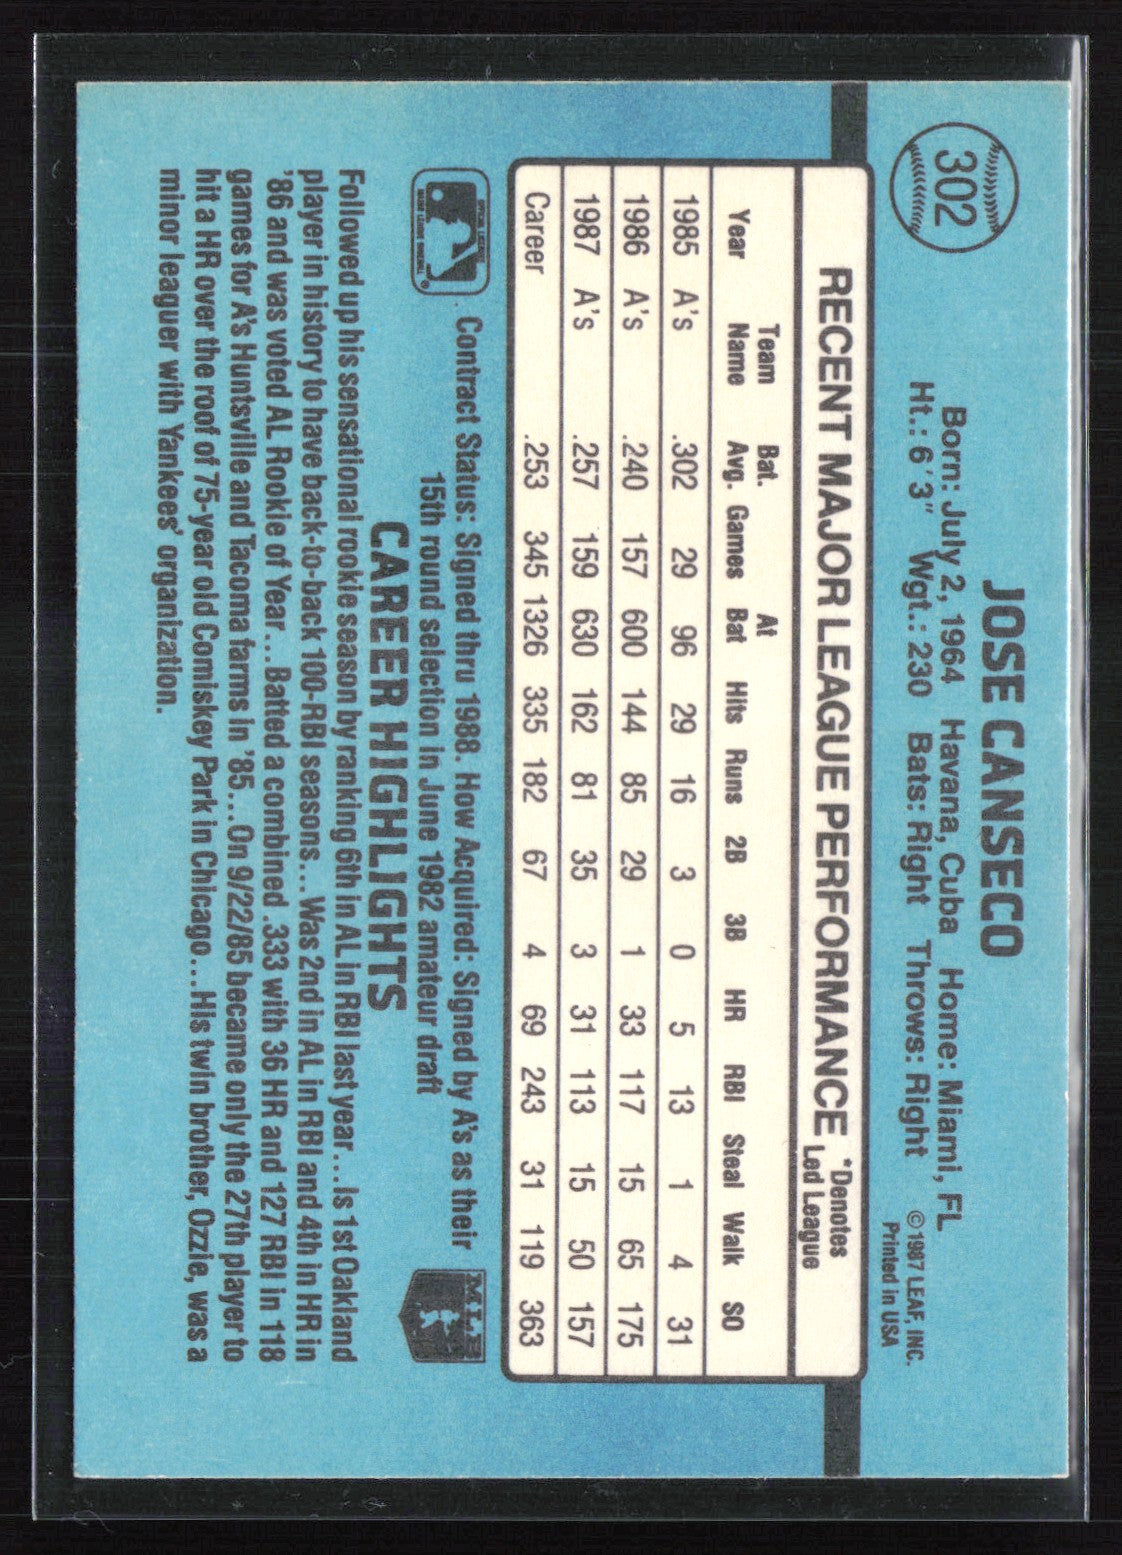 302
JOSE CANSECO
Born: July 2, 1964 Havana, Cuba Home: Miami, FL
Ht.: 6'3" Wgt.: 230 Bats: Right Throws: Right
©1987 LEAF, INC.
Printed in USA
RECENT MAJOR LEAGUE PERFORMANCE
*Denotes
Led League
Year Team Name Bat. Avg. Games At Bat Hits Runs 2B 3B HR RBI Steal Walk SO
1985 A's .302 29 96 29 16 3 0 5 13 1 4 31
1986 A's .240 157 600 144 85 29 1 33 117 15 65 175
1987 A's .257 159 630 162 81 35 3 31 113 15 50 157
Career .253 345 1326 335 182 67 4 69 243 31 119 363
Contract Status: Signed thru 1988. How Acquired: Signed by A's as their
15th round selection in June 1982 amateur draft
MLB
CAREER HIGHLIGHTS
Followed up his sensational rookie season by ranking 6th in AL in RBI last year...Is 1st Oakland
player in history to have back-to-back 100-RBI seasons...Was 2nd in AL in RBI and 4th in HR in
'86 and was voted AL Rookie of Year...Batted a combined .333 with 36 HR and 127 RBI in 118
games for A's Huntsville and Tacoma farms in '85...On 9/22/85 became only the 27th player to
hit a HR over the roof of 75-year old Comiskey Park in Chicago...His twin brother, Ozzie, was a
minor leaguer with Yankees' organization.